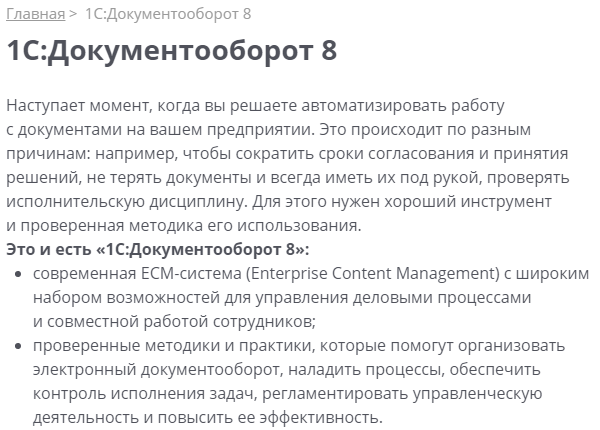 Главная > 1С:Документооборот 8
1С:Документооборот 8
Наступает момент, когда вы решаете автоматизировать работу
с документами на вашем предприятии. Это происходит по разным
причинам: например, чтобы сократить сроки согласования и принятия
решений, не терять документы и всегда иметь их под рукой, проверять
исполнительскую дисциплину. Для этого нужен хороший инструмент
и проверенная методика его использования.
Это и есть «1С:Документооборот 8»:
• современная ECM-система (Enterprise Content Management) с широким
набором возможностей для управления деловыми процессами
и совместной работой сотрудников;
• проверенные методики и практики, которые помогут организовать
электронный документооборот, наладить процессы, обеспечить
контроль исполнения задач, регламентировать управленческую
деятельность и повысить ее эффективность.